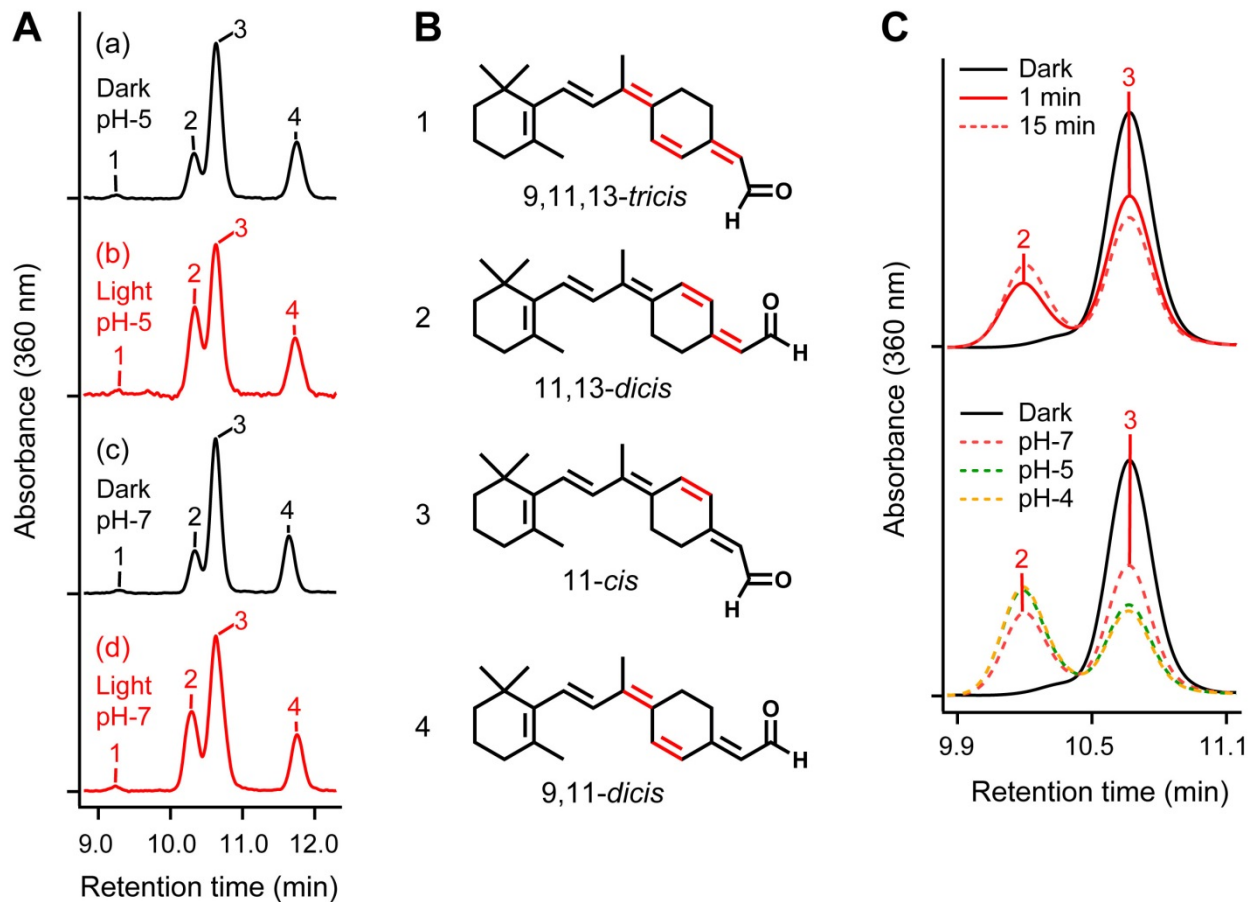 A
(a)
Dark
pH-5
1
2
3
4
(b)
Light
pH-5
1
2
3
4
(c)
Dark
pH-7
1
2
3
4
(d)
Light
pH-7
1
2
3
4
Absorbance (360 nm)
9.0 10.0 11.0 12.0
Retention time (min)
B
1
O
H
9,11,13-tricis
2
O
H
11,13-dicis
3
O
H
11-cis
4
O
H
9,11-dicis
C
Dark
1 min
15 min
3
2
Dark
pH-7
pH-5
pH-4
3
2
Absorbance (360 nm)
9.9 10.5 11.1
Retention time (min)